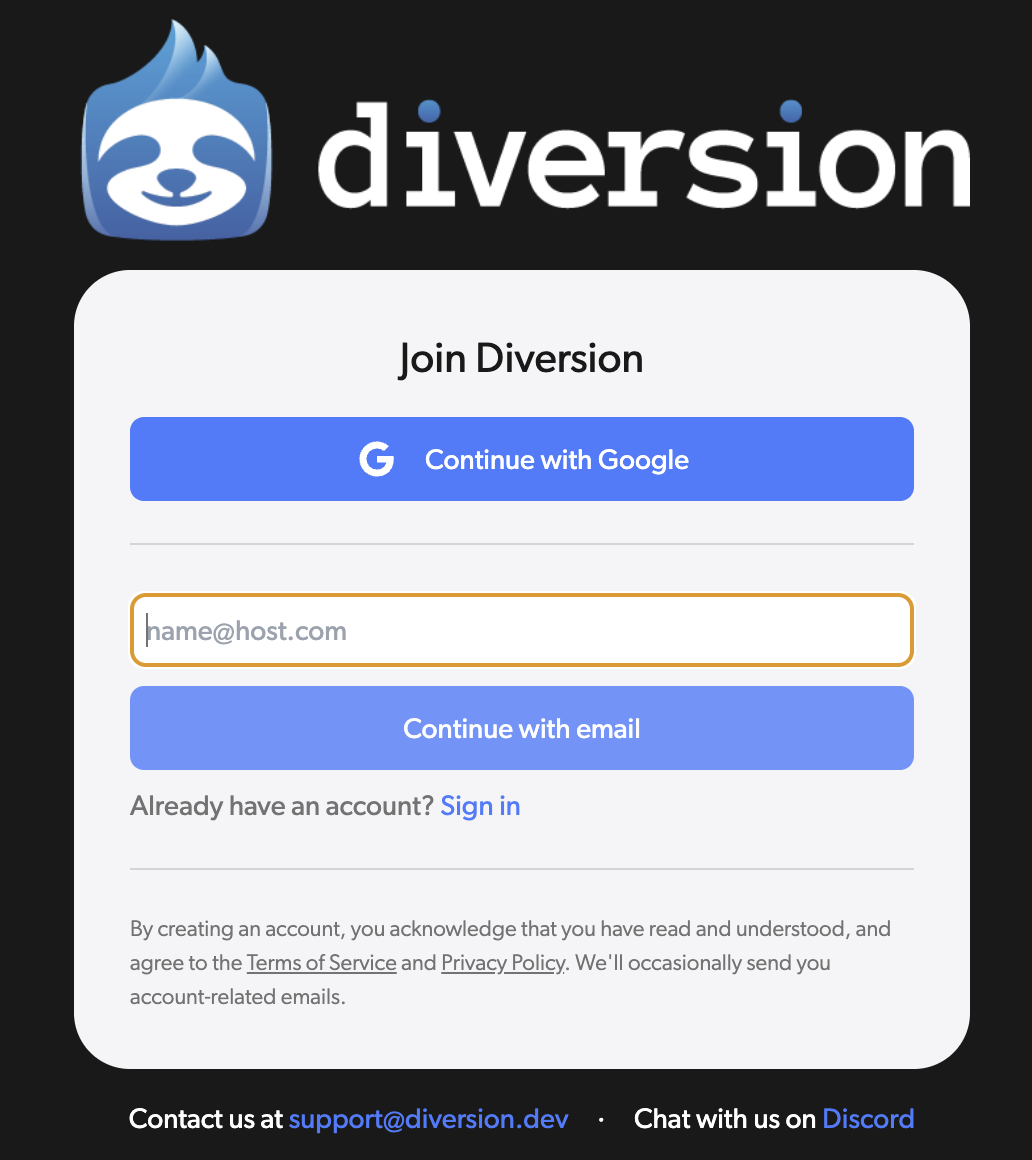 diversion
Join Diversion
Continue with Google
name@host.com
Continue with email
Already have an account? Sign in
By creating an account, you acknowledge that you have read and understood, and
agree to the Terms of Service and Privacy Policy. We'll occasionally send you
account-related emails.
Contact us at support@diversion.dev · Chat with us on Discord